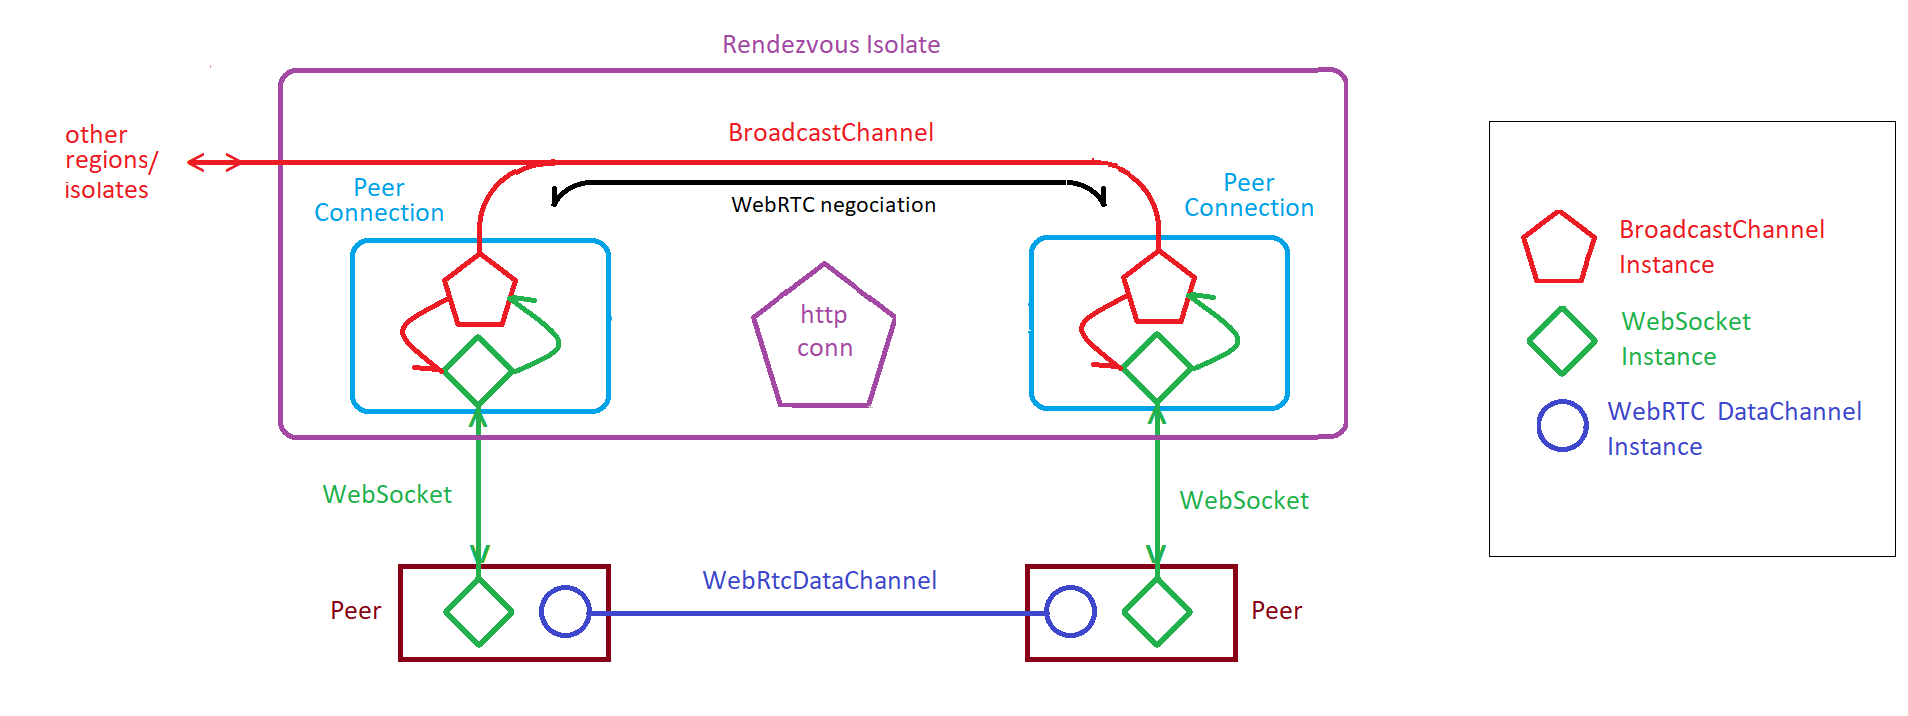 Rendezvous Isolate
other
regions/
isolates
BroadcastChannel
WebRTC negociation
Peer
Connection
Peer
Connection
http
conn
WebSocket
WebSocket
Peer
WebRtcDataChannel
Peer
BroadcastChannel
Instance
WebSocket
Instance
WebRTC DataChannel
Instance